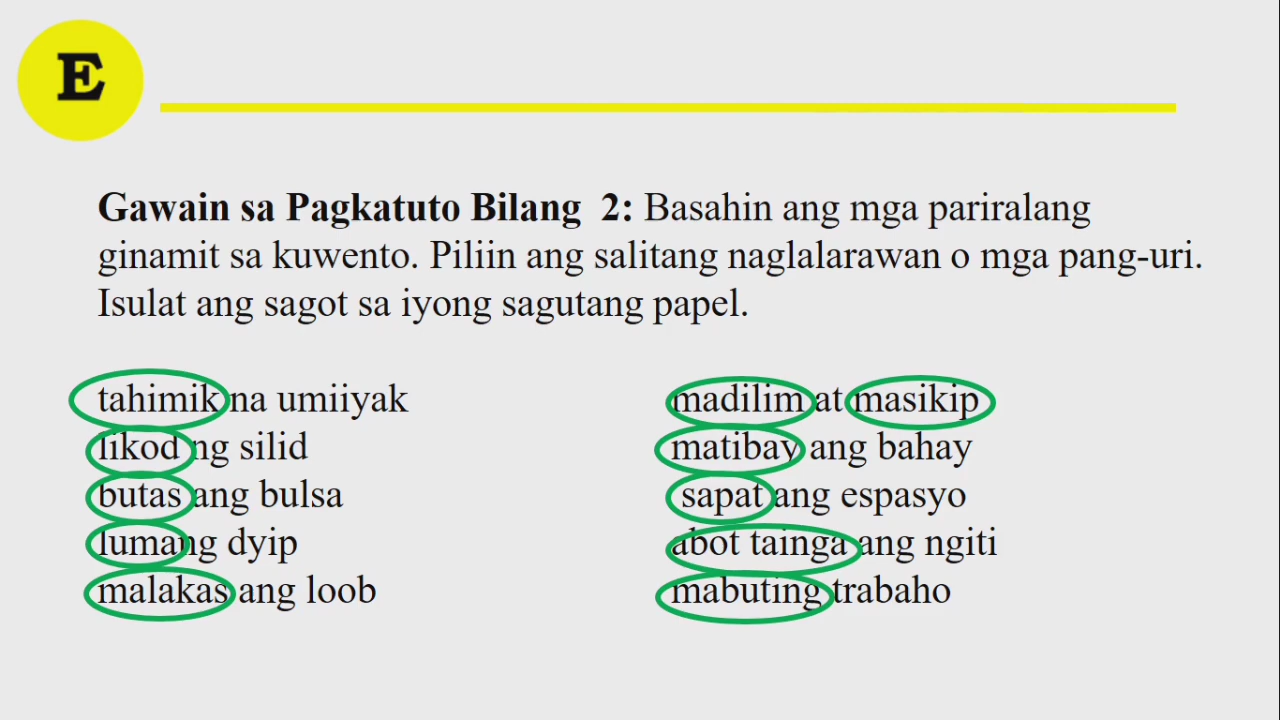 E
Gawain sa Pagkatuto Bilang 2: Basahin ang mga pariralang
ginamit sa kuwento. Piliin ang salitang naglalarawan o mga pang-uri.
Isulat ang sagot sa iyong sagutang papel.
tahimik na umiiyak
likod ng silid
butas ang bulsa
lumang dyip
malakas ang loob
madilim at masikip
matibay ang bahay
sapat ang espasyo
abot tainga ang ngiti
mabuting trabaho